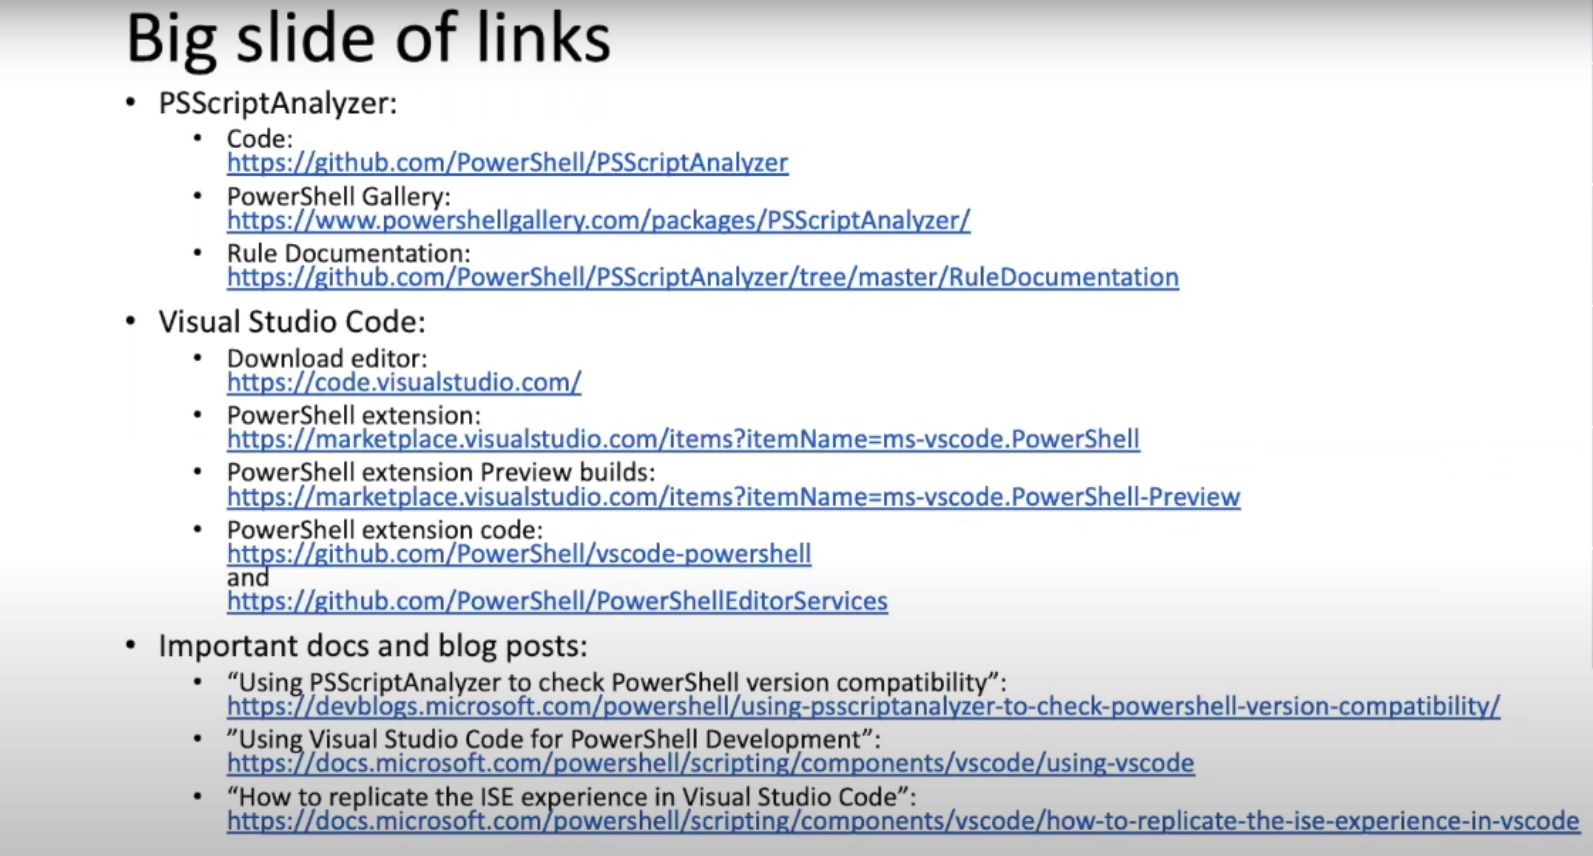 Big slide of links
• PSScriptAnalyzer:
• Code:
https://github.com/PowerShell/PSScriptAnalyzer
• PowerShell Gallery:
https://www.powershellgallery.com/packages/PSScriptAnalyzer/
• Rule Documentation:
https://github.com/PowerShell/PSScriptAnalyzer/tree/master/RuleDocumentation
• Visual Studio Code:
• Download editor:
https://code.visualstudio.com/
• PowerShell extension:
https://marketplace.visualstudio.com/items?itemName=ms-vscode.PowerShell
• PowerShell extension Preview builds:
https://marketplace.visualstudio.com/items?itemName=ms-vscode.PowerShell-Preview
• PowerShell extension code:
https://github.com/PowerShell/vscode-powershell
and
https://github.com/PowerShell/PowerShellEditorServices
• Important docs and blog posts:
• “Using PSScriptAnalyzer to check PowerShell version compatibility”:
https://devblogs.microsoft.com/powershell/using-psscriptanalyzer-to-check-powershell-version-compatibility/
• ”Using Visual Studio Code for PowerShell Development”:
https://docs.microsoft.com/powershell/scripting/components/vscode/using-vscode
• “How to replicate the ISE experience in Visual Studio Code”:
https://docs.microsoft.com/powershell/scripting/components/vscode/how-to-replicate-the-ise-experience-in-vscode